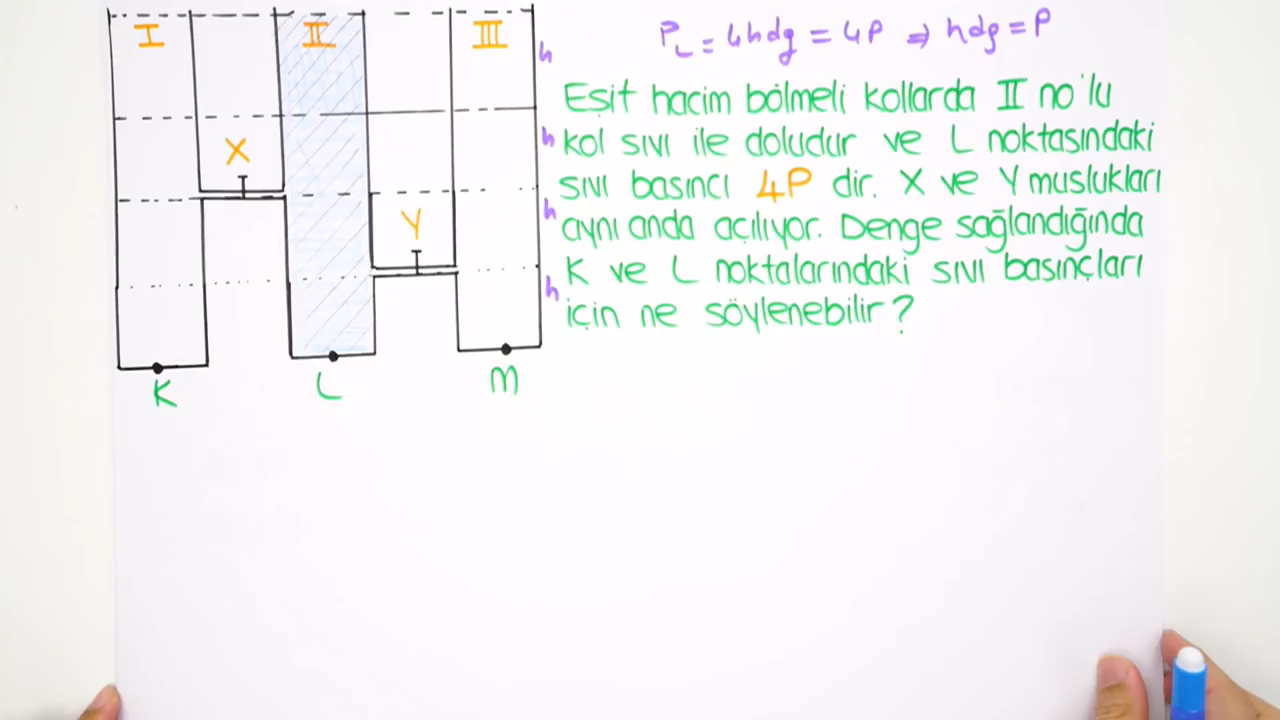 P_L = 4hdg = 4P ⇒ hdg = P
I II III
h
Eşit hacim bölmeli kollarda II no'lu
X
h
kol sıvı ile doludur ve L noktasındaki
sıvı basıncı 4P dir. X ve Y muslukları
Y
h
aynı anda açılıyor. Denge sağlandığında
K ve L noktalarındaki sıvı basınçları
h
için ne söylenebilir?
K L M